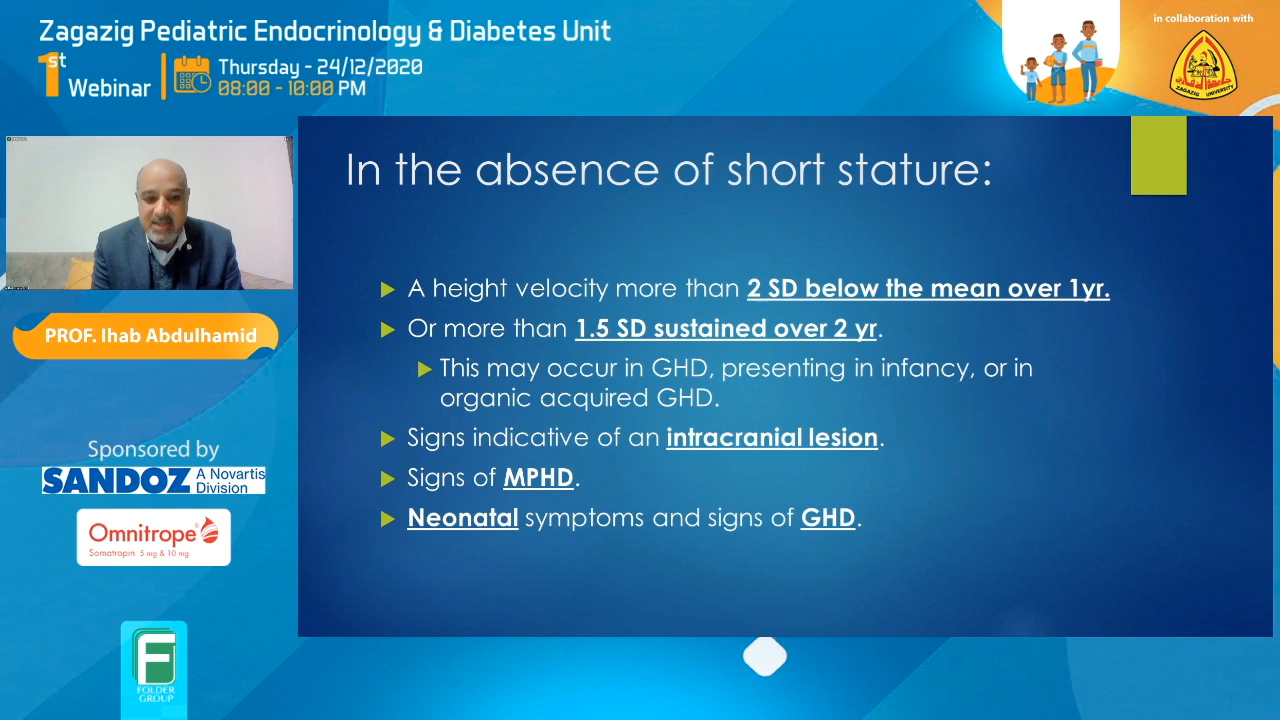 Zagazig Pediatric Endocrinology & Diabetes Unit
1st Webinar
Thursday - 24/12/2020
08:00 - 10:00 PM
in collaboration with
ZAGAZIG UNIVERSITY
PROF. Ihab Abdulhamid
Sponsored by
SANDOZ A Novartis
Division
Omnitrope
Somatropin 5 mg & 10 mg
FOLDER
GROUP
In the absence of short stature:
A height velocity more than 2 SD below the mean over 1yr.
Or more than 1.5 SD sustained over 2 yr.
This may occur in GHD, presenting in infancy, or in
organic acquired GHD.
Signs indicative of an intracranial lesion.
Signs of MPHD.
Neonatal symptoms and signs of GHD.